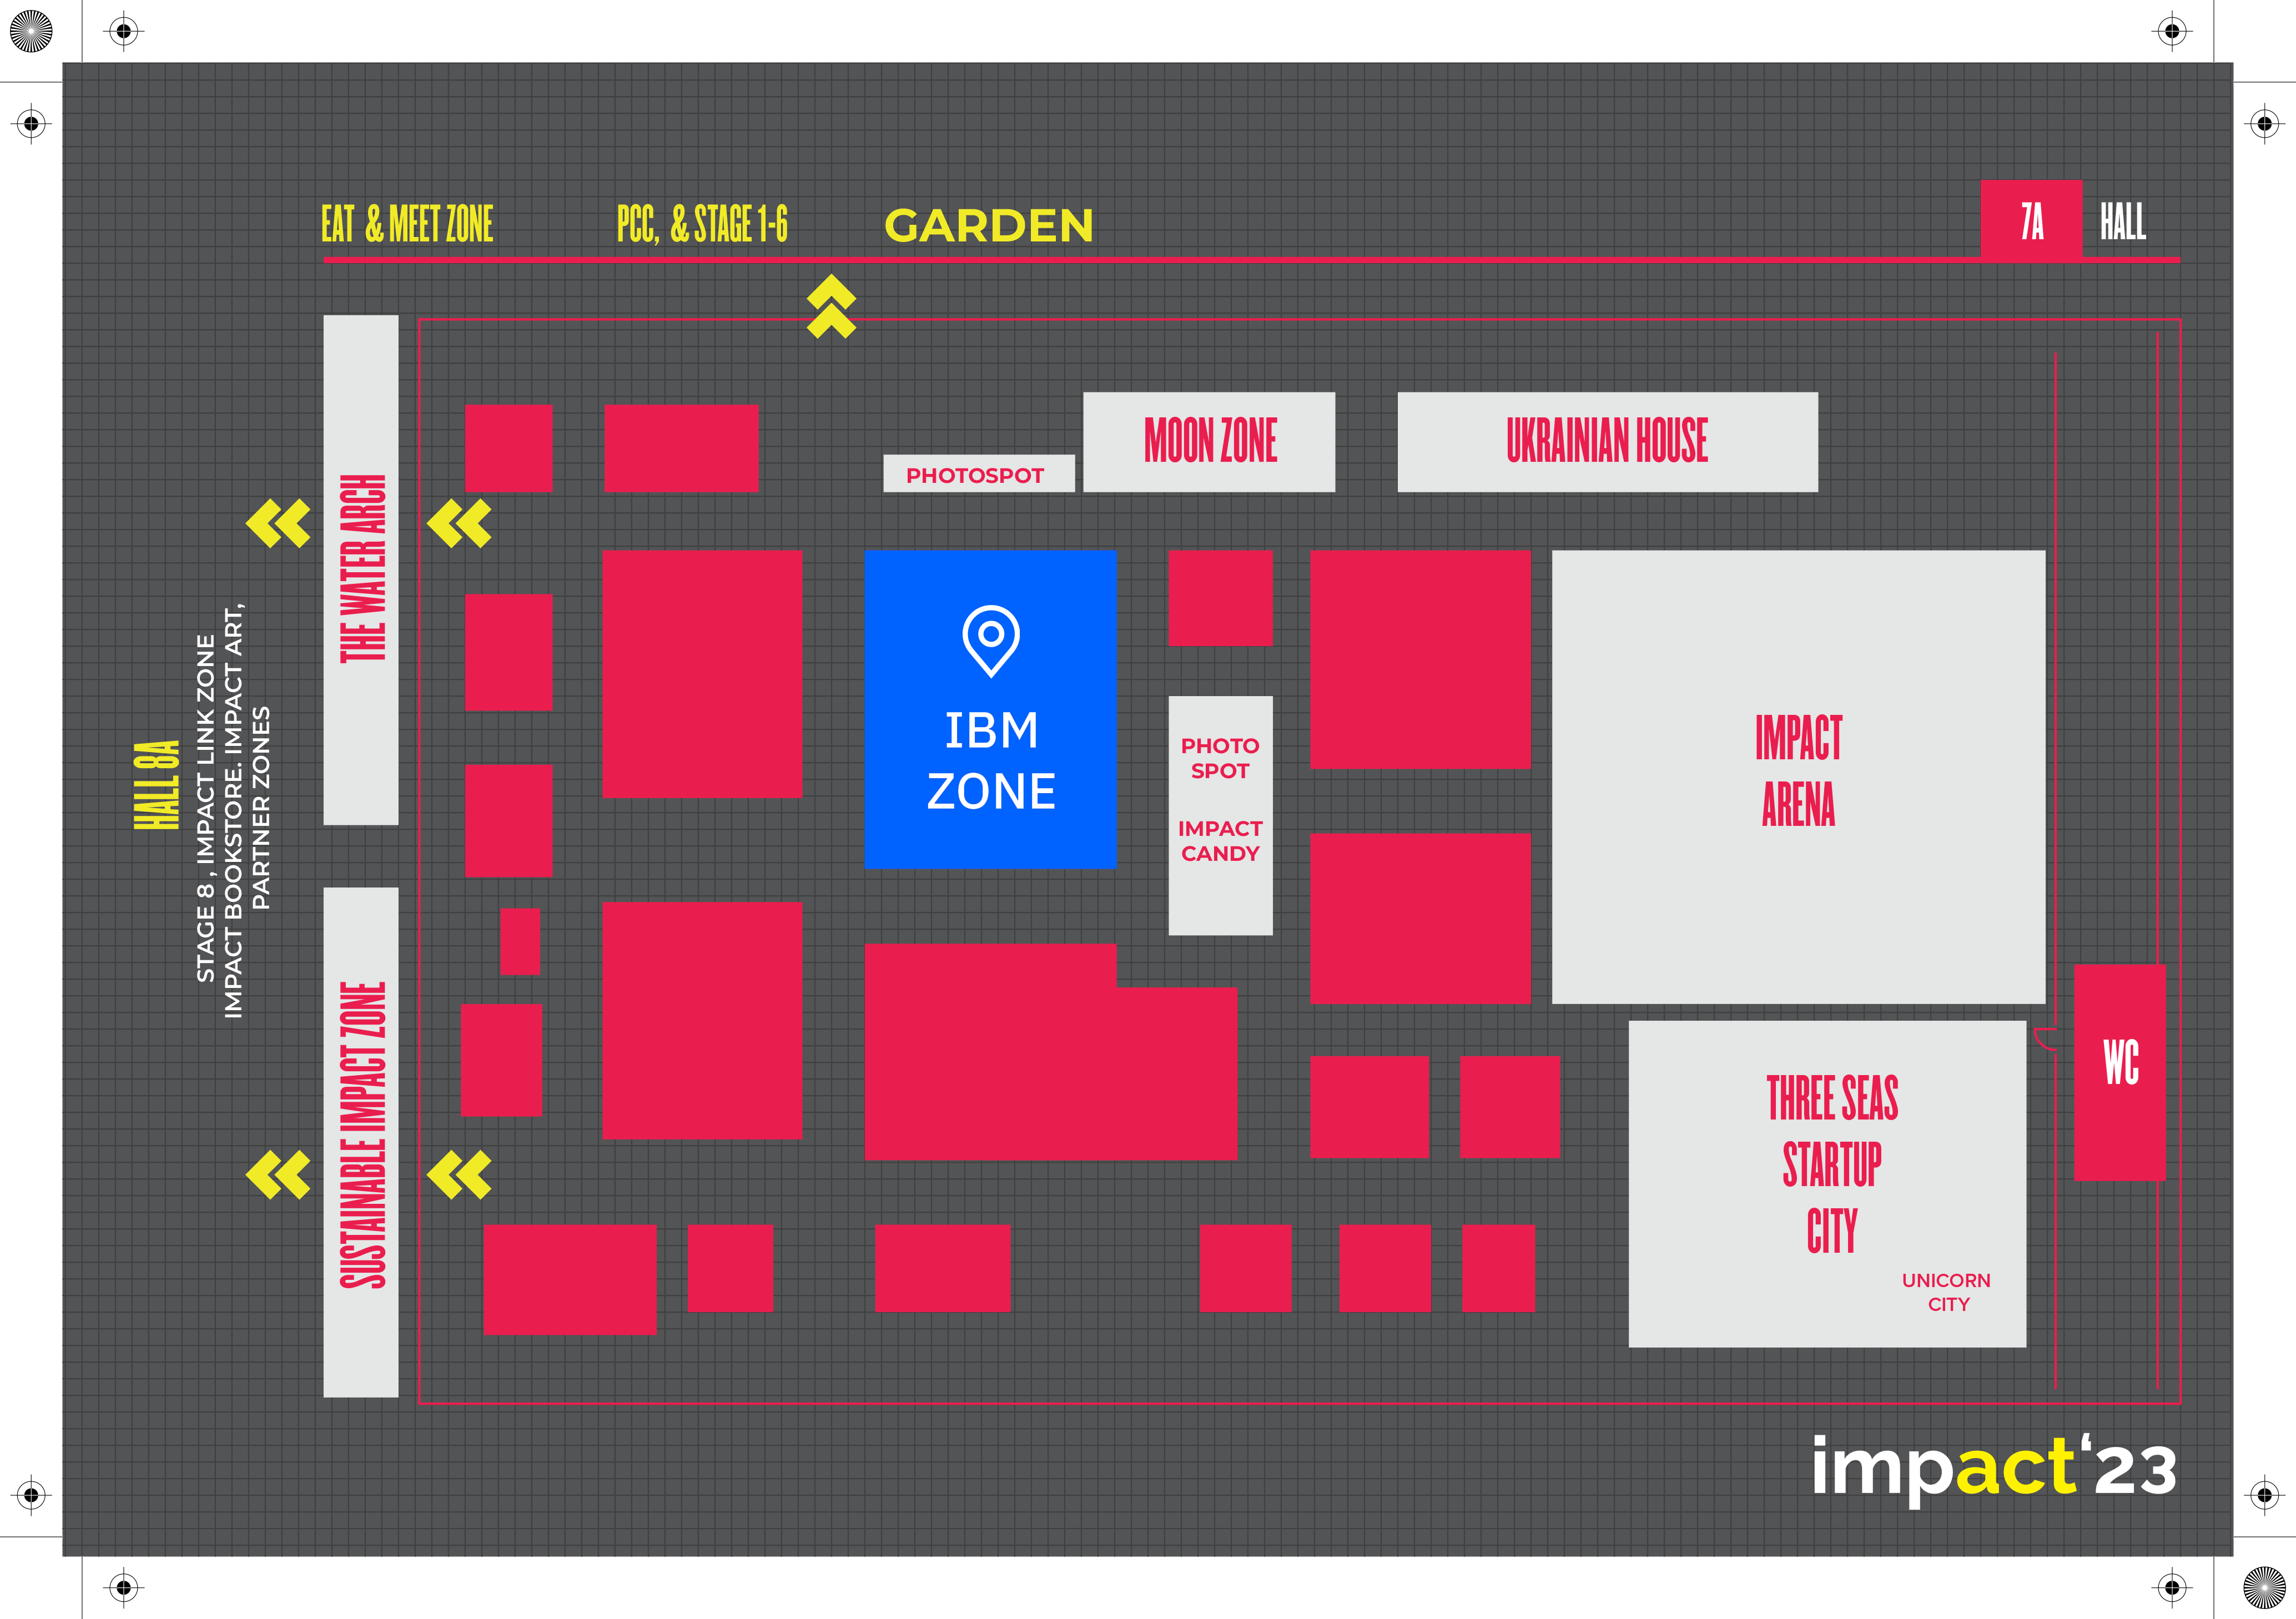 EAT & MEET ZONE
PCC, & STAGE 1-6
GARDEN
7A
HALL
MOON ZONE
UKRAINIAN HOUSE
PHOTOSPOT
THE WATER ARCH
HALL 8A
STAGE 8 , IMPACT LINK ZONE
IMPACT BOOKSTORE. IMPACT ART,
PARTNER ZONES
IBM
ZONE
PHOTO
SPOT
IMPACT
CANDY
IMPACT
ARENA
SUSTAINABLE IMPACT ZONE
THREE SEAS
STARTUP
CITY
UNICORN
CITY
WC
impact‘23